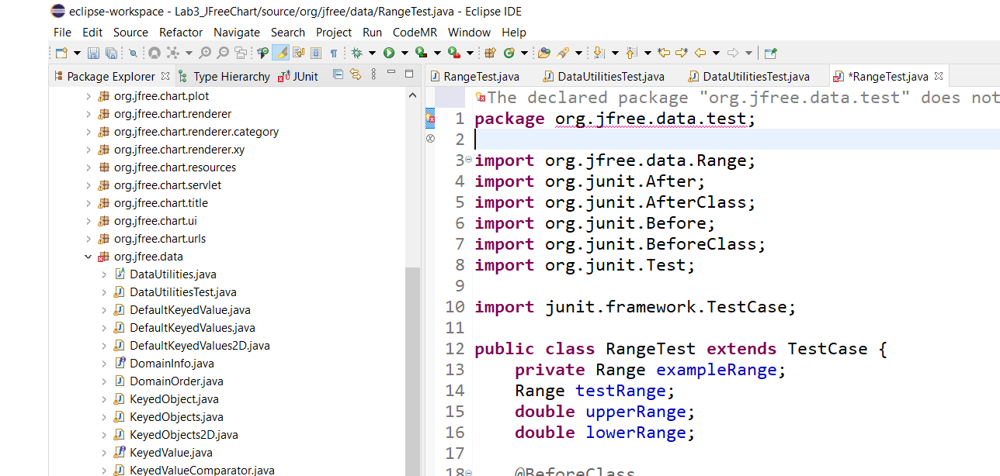 eclipse-workspace - Lab3_JFreeChart/source/org/jfree/data/RangeTest.java - Eclipse IDE
File Edit Source Refactor Navigate Search Project Run CodeMR Window Help
Package Explorer Type Hierarchy JUnit
org.jfree.chart.plot
org.jfree.chart.renderer
org.jfree.chart.renderer.category
org.jfree.chart.renderer.xy
org.jfree.chart.resources
org.jfree.chart.servlet
org.jfree.chart.title
org.jfree.chart.ui
org.jfree.chart.urls
org.jfree.data
DataUtilities.java
DataUtilitiesTest.java
DefaultKeyedValue.java
DefaultKeyedValues.java
DefaultKeyedValues2D.java
DomainInfo.java
DomainOrder.java
KeyedObject.java
KeyedObjects.java
KeyedObjects2D.java
KeyedValue.java
KeyedValueComparator.java
RangeTest.java DataUtilitiesTest.java DataUtilitiesTest.java *RangeTest.java
The declared package "org.jfree.data.test" does not
1 package org.jfree.data.test;
2
3 import org.jfree.data.Range;
4 import org.junit.After;
5 import org.junit.AfterClass;
6 import org.junit.Before;
7 import org.junit.BeforeClass;
8 import org.junit.Test;
9
10 import junit.framework.TestCase;
11
12 public class RangeTest extends TestCase {
13 private Range exampleRange;
14 Range testRange;
15 double upperRange;
16 double lowerRange;
17
18 @BeforeClass